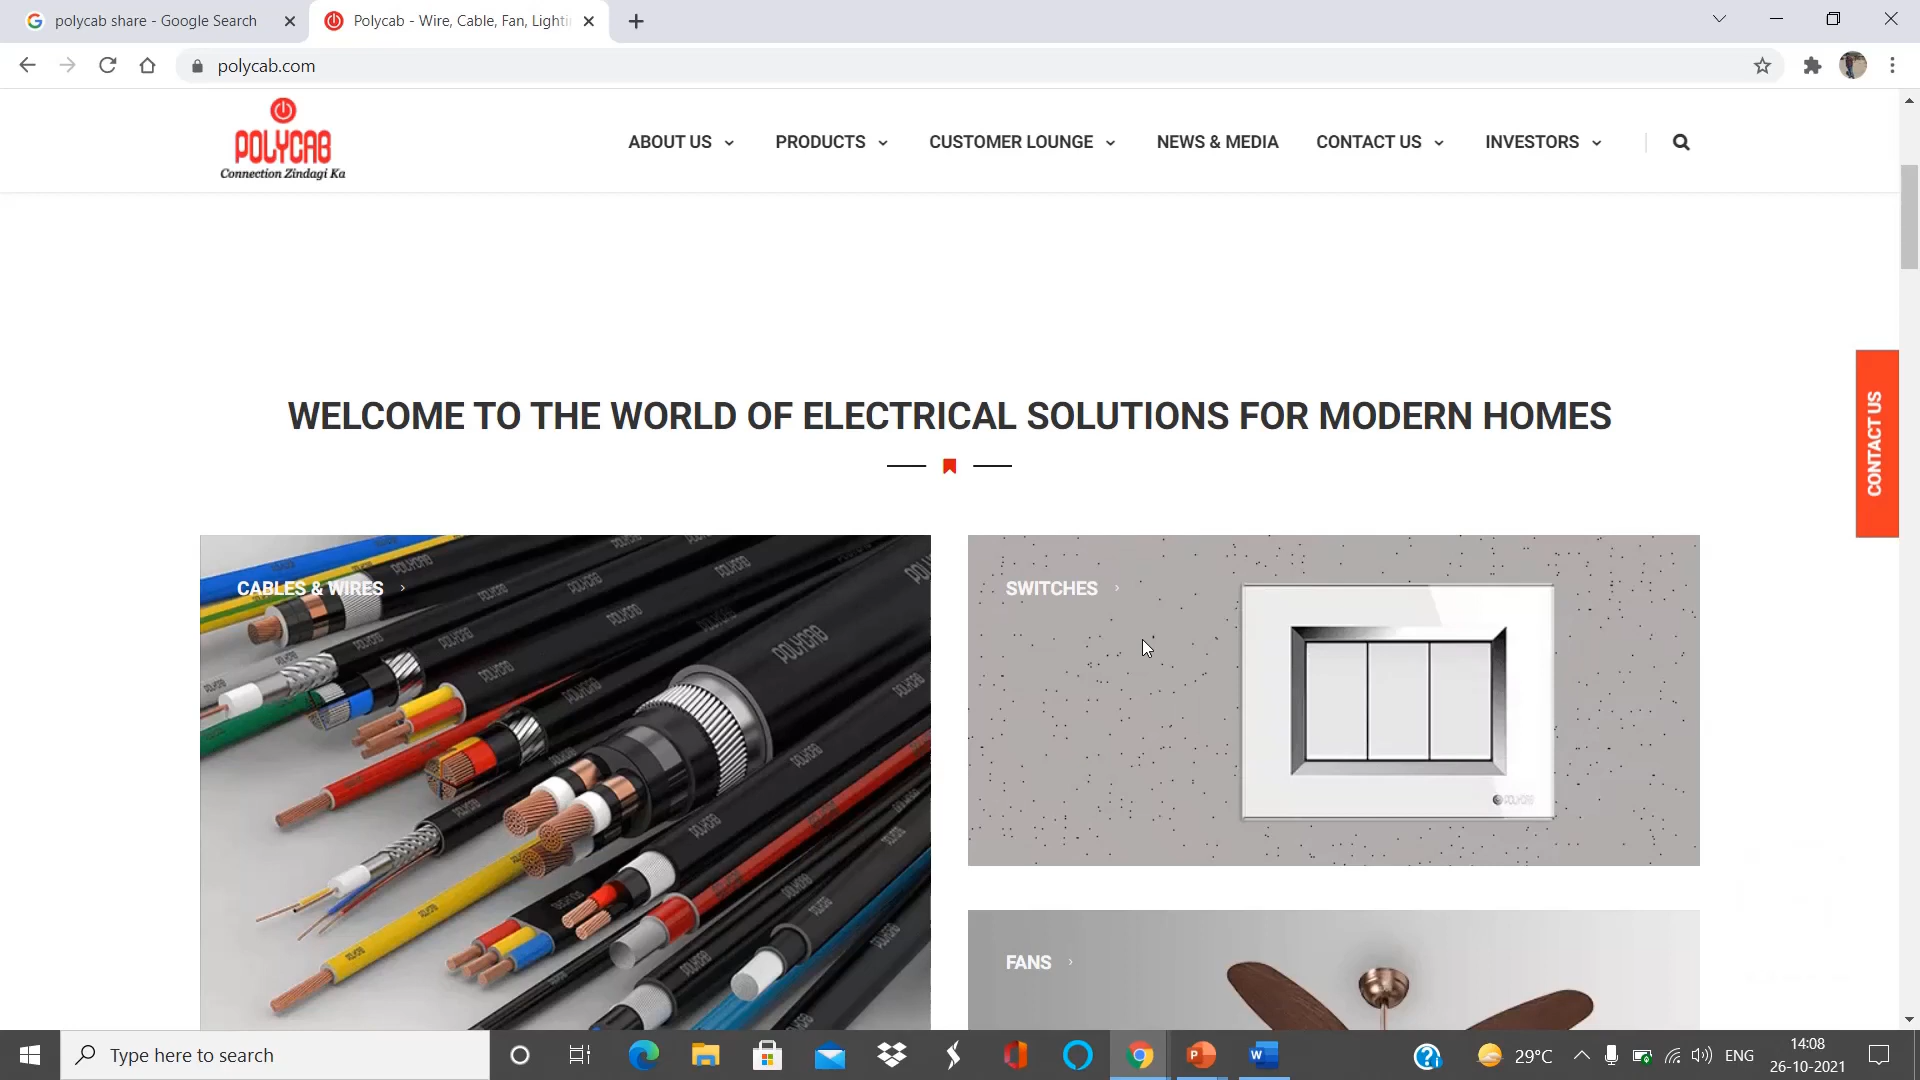 polycab share - Google Search
Polycab - Wire, Cable, Fan, Lighti
polycab.com
POLYCAB
Connection Zindagi Ka
ABOUT US
PRODUCTS
CUSTOMER LOUNGE
NEWS & MEDIA
CONTACT US
INVESTORS
WELCOME TO THE WORLD OF ELECTRICAL SOLUTIONS FOR MODERN HOMES
CONTACT US
CABLES & WIRES
SWITCHES
POLYCAB
POLYCAB
FANS
Type here to search
29°C
ENG
14:08
26-10-2021